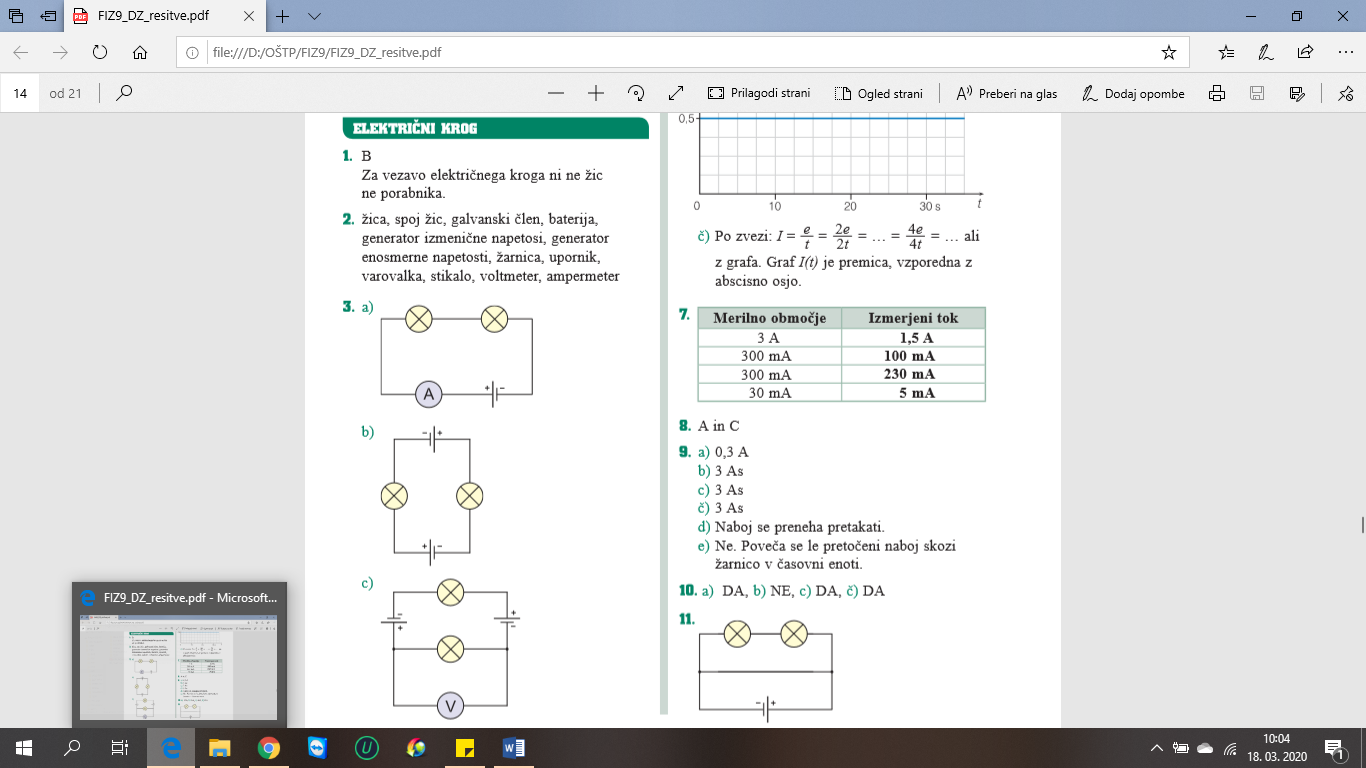 FIZ9_DZ_resitve.pdf
file:///D:/OŠTP/FIZ9/FIZ9_DZ_resitve.pdf
14 od 21
Prilagodi strani
Ogled strani
Preberi na glas
Dodaj opombe
ELEKTRIČNI KROG
1. B
Za vezavo električnega kroga ni ne žic
ne porabnika.
2. žica, spoj žic, galvanski člen, baterija,
generator izmenične napetosi, generator
enosmerne napetosti, žarnica, upornik,
varovalka, stikalo, voltmeter, ampermeter
3. a)
A
+ -
b)
- +
+ -
c)
-
+
+
-
V
0,5
0 10 20 30 s t
č) Po zvezi: I = e/t = 2e/2t = … = 4e/4t = … ali
z grafa. Graf I(t) je premica, vzporedna z
abscisno osjo.
7. Merilno območje Izmerjeni tok
3 A 1,5 A
300 mA 100 mA
300 mA 230 mA
30 mA 5 mA
8. A in C
9. a) 0,3 A
b) 3 As
c) 3 As
č) 3 As
d) Naboj se preneha pretakati.
e) Ne. Poveča se le pretočeni naboj skozi
žarnico v časovni enoti.
10. a) DA, b) NE, c) DA, č) DA
11.
- +
FIZ9_DZ_resitve.pdf - Microsoft...
10:04
18. 03. 2020
1